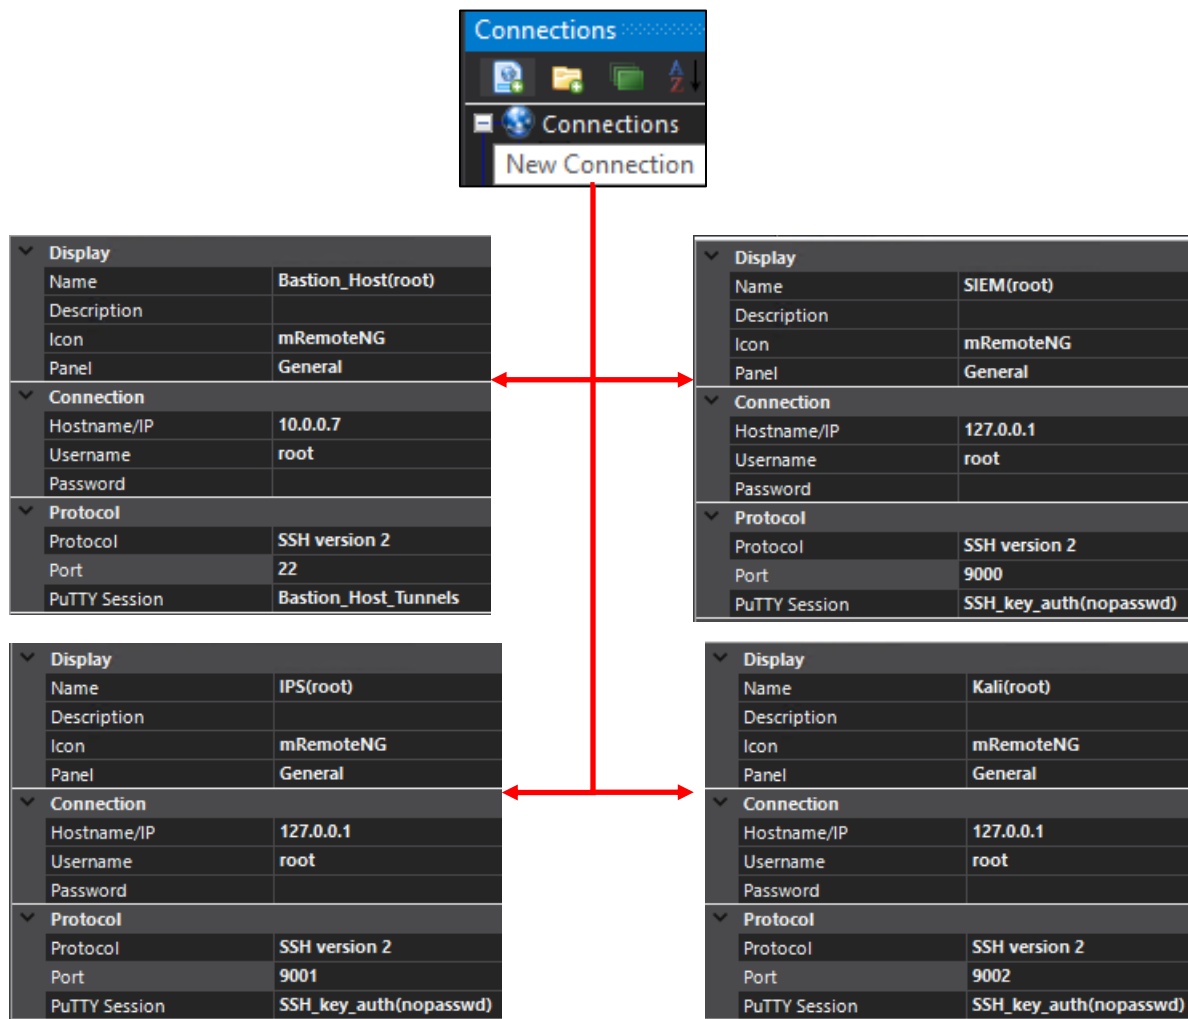 Connections
Connections
New Connection
Display
Name Bastion_Host(root)
Description
Icon mRemoteNG
Panel General
Connection
Hostname/IP 10.0.0.7
Username root
Password
Protocol
Protocol SSH version 2
Port 22
PuTTY Session Bastion_Host_Tunnels
Display
Name SIEM(root)
Description
Icon mRemoteNG
Panel General
Connection
Hostname/IP 127.0.0.1
Username root
Password
Protocol
Protocol SSH version 2
Port 9000
PuTTY Session SSH_key_auth(nopasswd)
Display
Name IPS(root)
Description
Icon mRemoteNG
Panel General
Connection
Hostname/IP 127.0.0.1
Username root
Password
Protocol
Protocol SSH version 2
Port 9001
PuTTY Session SSH_key_auth(nopasswd)
Display
Name Kali(root)
Description
Icon mRemoteNG
Panel General
Connection
Hostname/IP 127.0.0.1
Username root
Password
Protocol
Protocol SSH version 2
Port 9002
PuTTY Session SSH_key_auth(nopasswd)